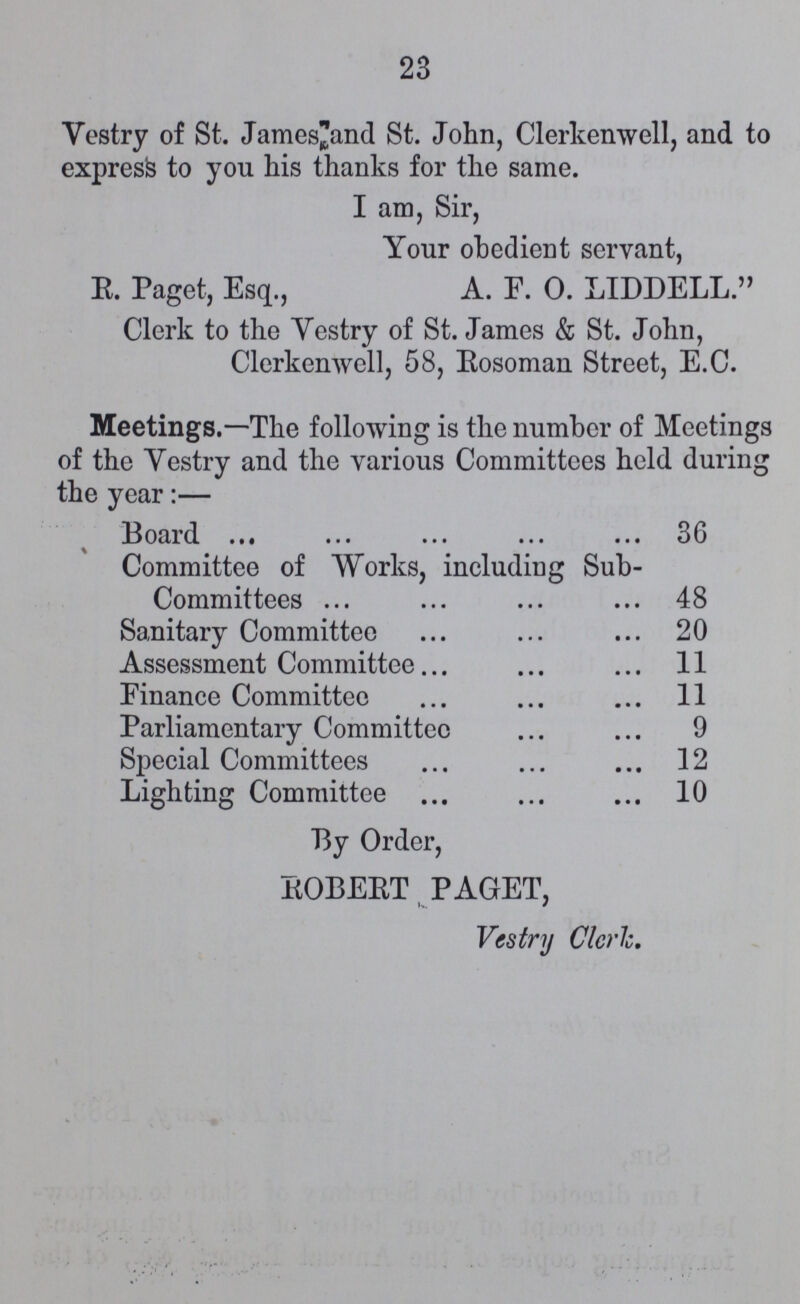 23
Vestry of St. James and St. John, Clerkenwell, and to
express to you his thanks for the same.
I am, Sir,
Your obedient servant,
R. Paget, Esq., A. F. O. LIDDELL.”
Clerk to the Vestry of St. James & St. John,
Clerkenwell, 58, Rosoman Street, E.C.
Meetings.—The following is the number of Meetings
of the Vestry and the various Committees held during
the year :—
Board ... ... ... ... ... 36
Committee of Works, including Sub-
Committees ... ... ... ... 48
Sanitary Committee ... ... ... 20
Assessment Committee ... ... ... 11
Finance Committee ... ... ... 11
Parliamentary Committee ... ... 9
Special Committees ... ... ... 12
Lighting Committee ... ... ... 10
By Order,
ROBERT PAGET,
Vestry Clerk.